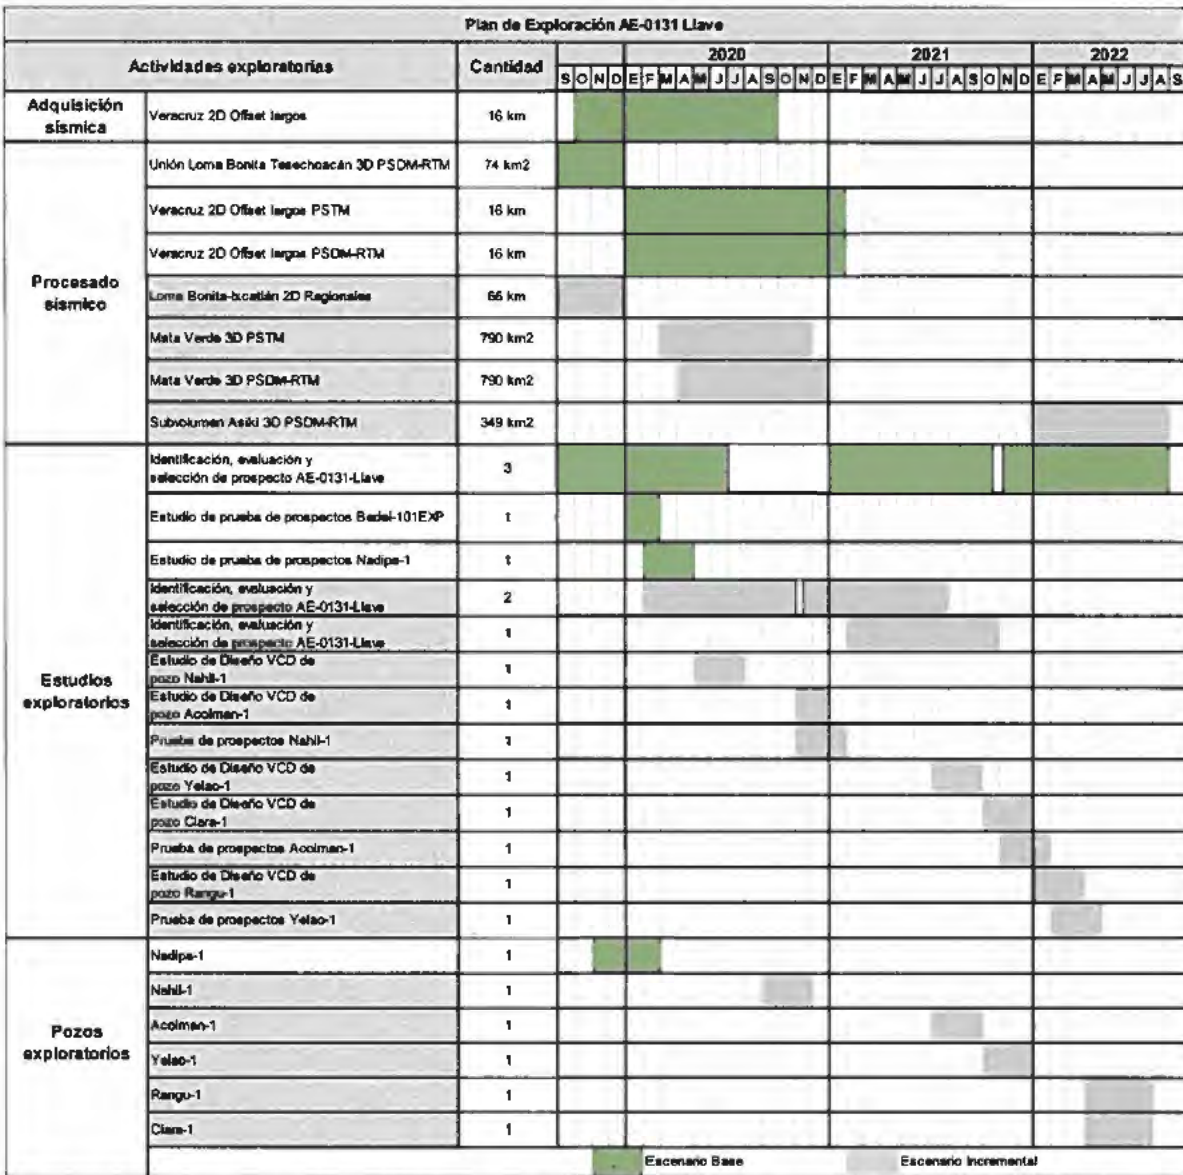 Plan de Exploración AE-0131 Llave
Actividades exploratorias Cantidad 2020 2021 2022
S O N D E F M A M J J A S O N D E F M A M J J A S O N D E F M A M J J A S
Adquisición sísmica
Veracruz 2D Offset largos 16 km
Procesado sísmico
Unión Loma Bonita Tesechoacán 3D PSDM-RTM 74 km2
Veracruz 2D Offset largos PSTM 16 km
Veracruz 2D Offset largos PSDM-RTM 16 km
Loma Bonita-Ixcatlán 2D Regionales 66 km
Mata Verde 3D PSTM 790 km2
Mata Verde 3D PSDM-RTM 790 km2
Subvolumen Asiki 3D PSDM-RTM 349 km2
Estudios exploratorios
Identificación, evaluación y
selección de prospecto AE-0131-Llave 3
Estudio de prueba de prospectos Bedel-101EXP 1
Estudio de prueba de prospectos Nadipa-1 1
Identificación, evaluación y
selección de prospecto AE-0131-Llave 2
Identificación, evaluación y
selección de prospecto AE-0131-Llave 1
Estudio de Diseño VCD de
pozo Nahil-1 1
Estudio de Diseño VCD de
pozo Acolman-1 1
Prueba de prospectos Nahil-1 1
Estudio de Diseño VCD de
pozo Yelao-1 1
Estudio de Diseño VCD de
pozo Clara-1 1
Prueba de prospectos Acolman-1 1
Estudio de Diseño VCD de
pozo Rangu-1 1
Prueba de prospectos Yelao-1 1
Pozos exploratorios
Nadipa-1 1
Nahil-1 1
Acolman-1 1
Yelao-1 1
Rangu-1 1
Clara-1 1
Escenario Base Escenario Incremental